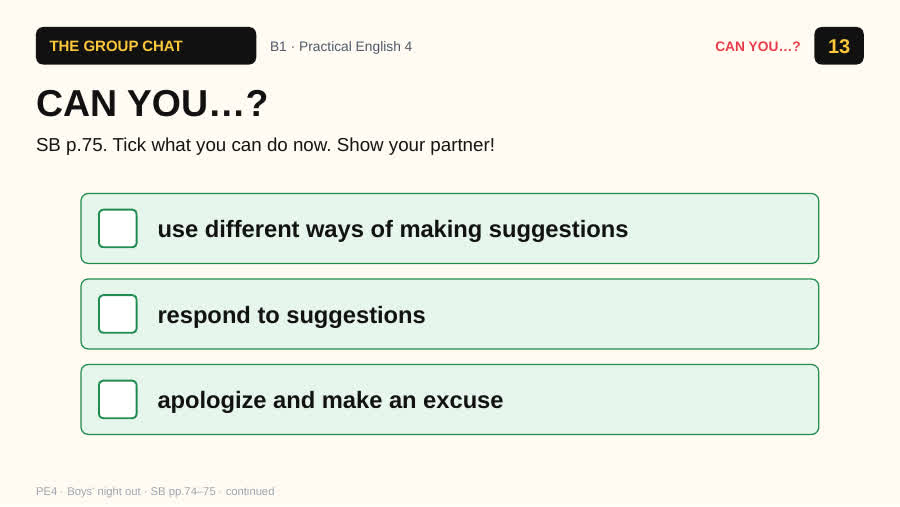 THE GROUP CHAT
B1 · Practical English 4
CAN YOU…?
13
CAN YOU…?
SB p.75. Tick what you can do now. Show your partner!
use different ways of making suggestions
respond to suggestions
apologize and make an excuse
PE4 · Boys' night out · SB pp.74–75 · continued